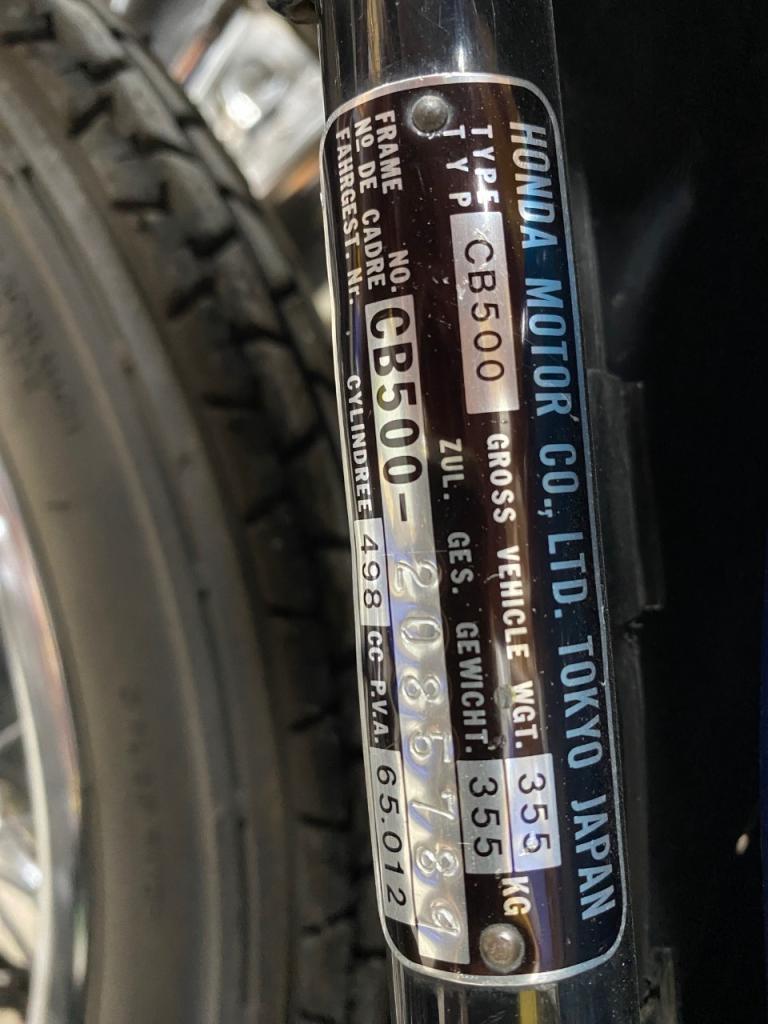 HONDA MOTOR CO., LTD. TOKYO JAPAN
TYPE CB500 GROSS VEHICLE WGT. 355 KG
TYP ZUL. GES. GEWICHT. 355
FRAME NO.
Nº DE CADRE CB500-2085789
FAHRGEST. Nr. CYLINDREE 498 CC P.V.A. 65.012